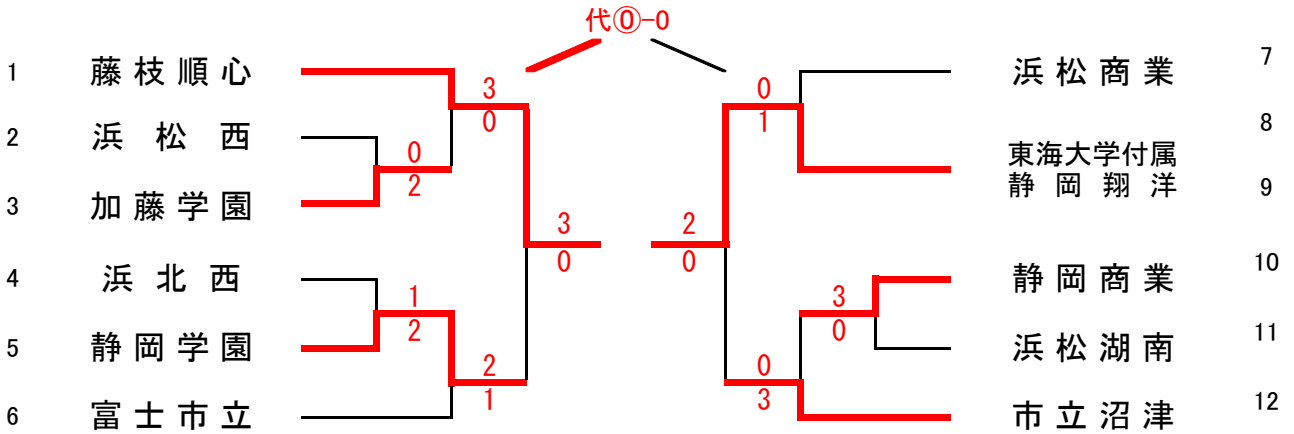 代⓪-0
1 藤枝順心
2 浜松西
3 加藤学園
4 浜北西
5 静岡学園
6 富士市立
3
0
0
2
1
2
2
1
3
0
2
0
0
1
3
0
0
3
浜松商業 7
8
東海大学付属
静岡翔洋 9
静岡商業 10
浜松湖南 11
市立沼津 12